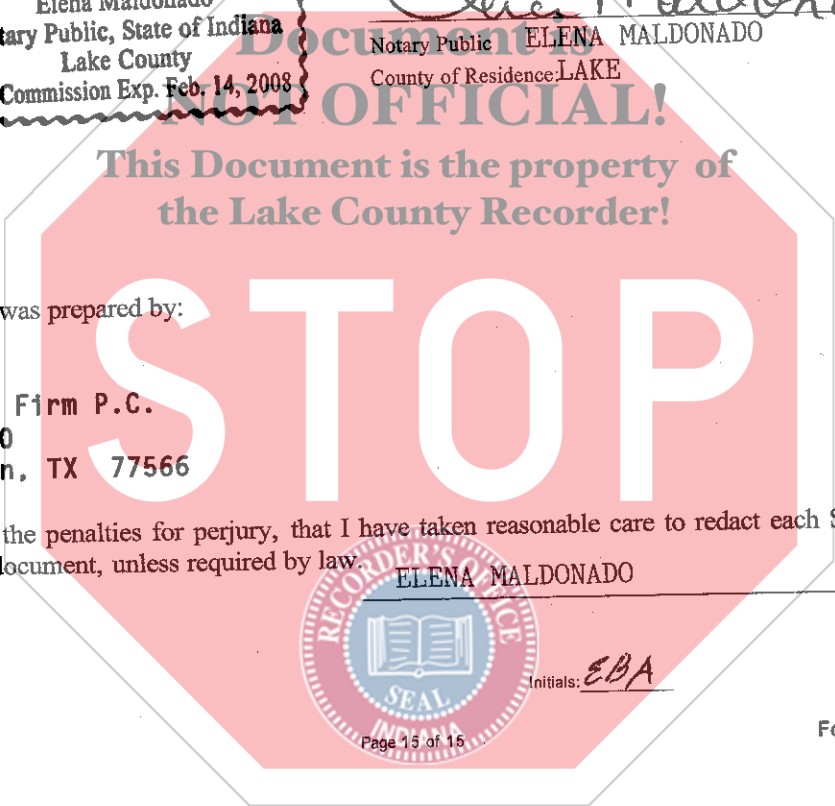 Elena Maldonado
tary Public, State of Indiana
Lake County
Commission Exp. Feb. 14, 2008
Notary Public ELENA MALDONADO
County of Residence: LAKE
Document is
NOT OFFICIAL!
This Document is the property of
the Lake County Recorder!
STOP
was prepared by:
Firm P.C.
0
n, TX 77566
the penalties for perjury, that I have taken reasonable care to redact each S
document, unless required by law.
ELENA MALDONADO
RECORDER'S OFFICE
SEAL
INDIANA
Initials: EBA
Page 15 of 15
Fo